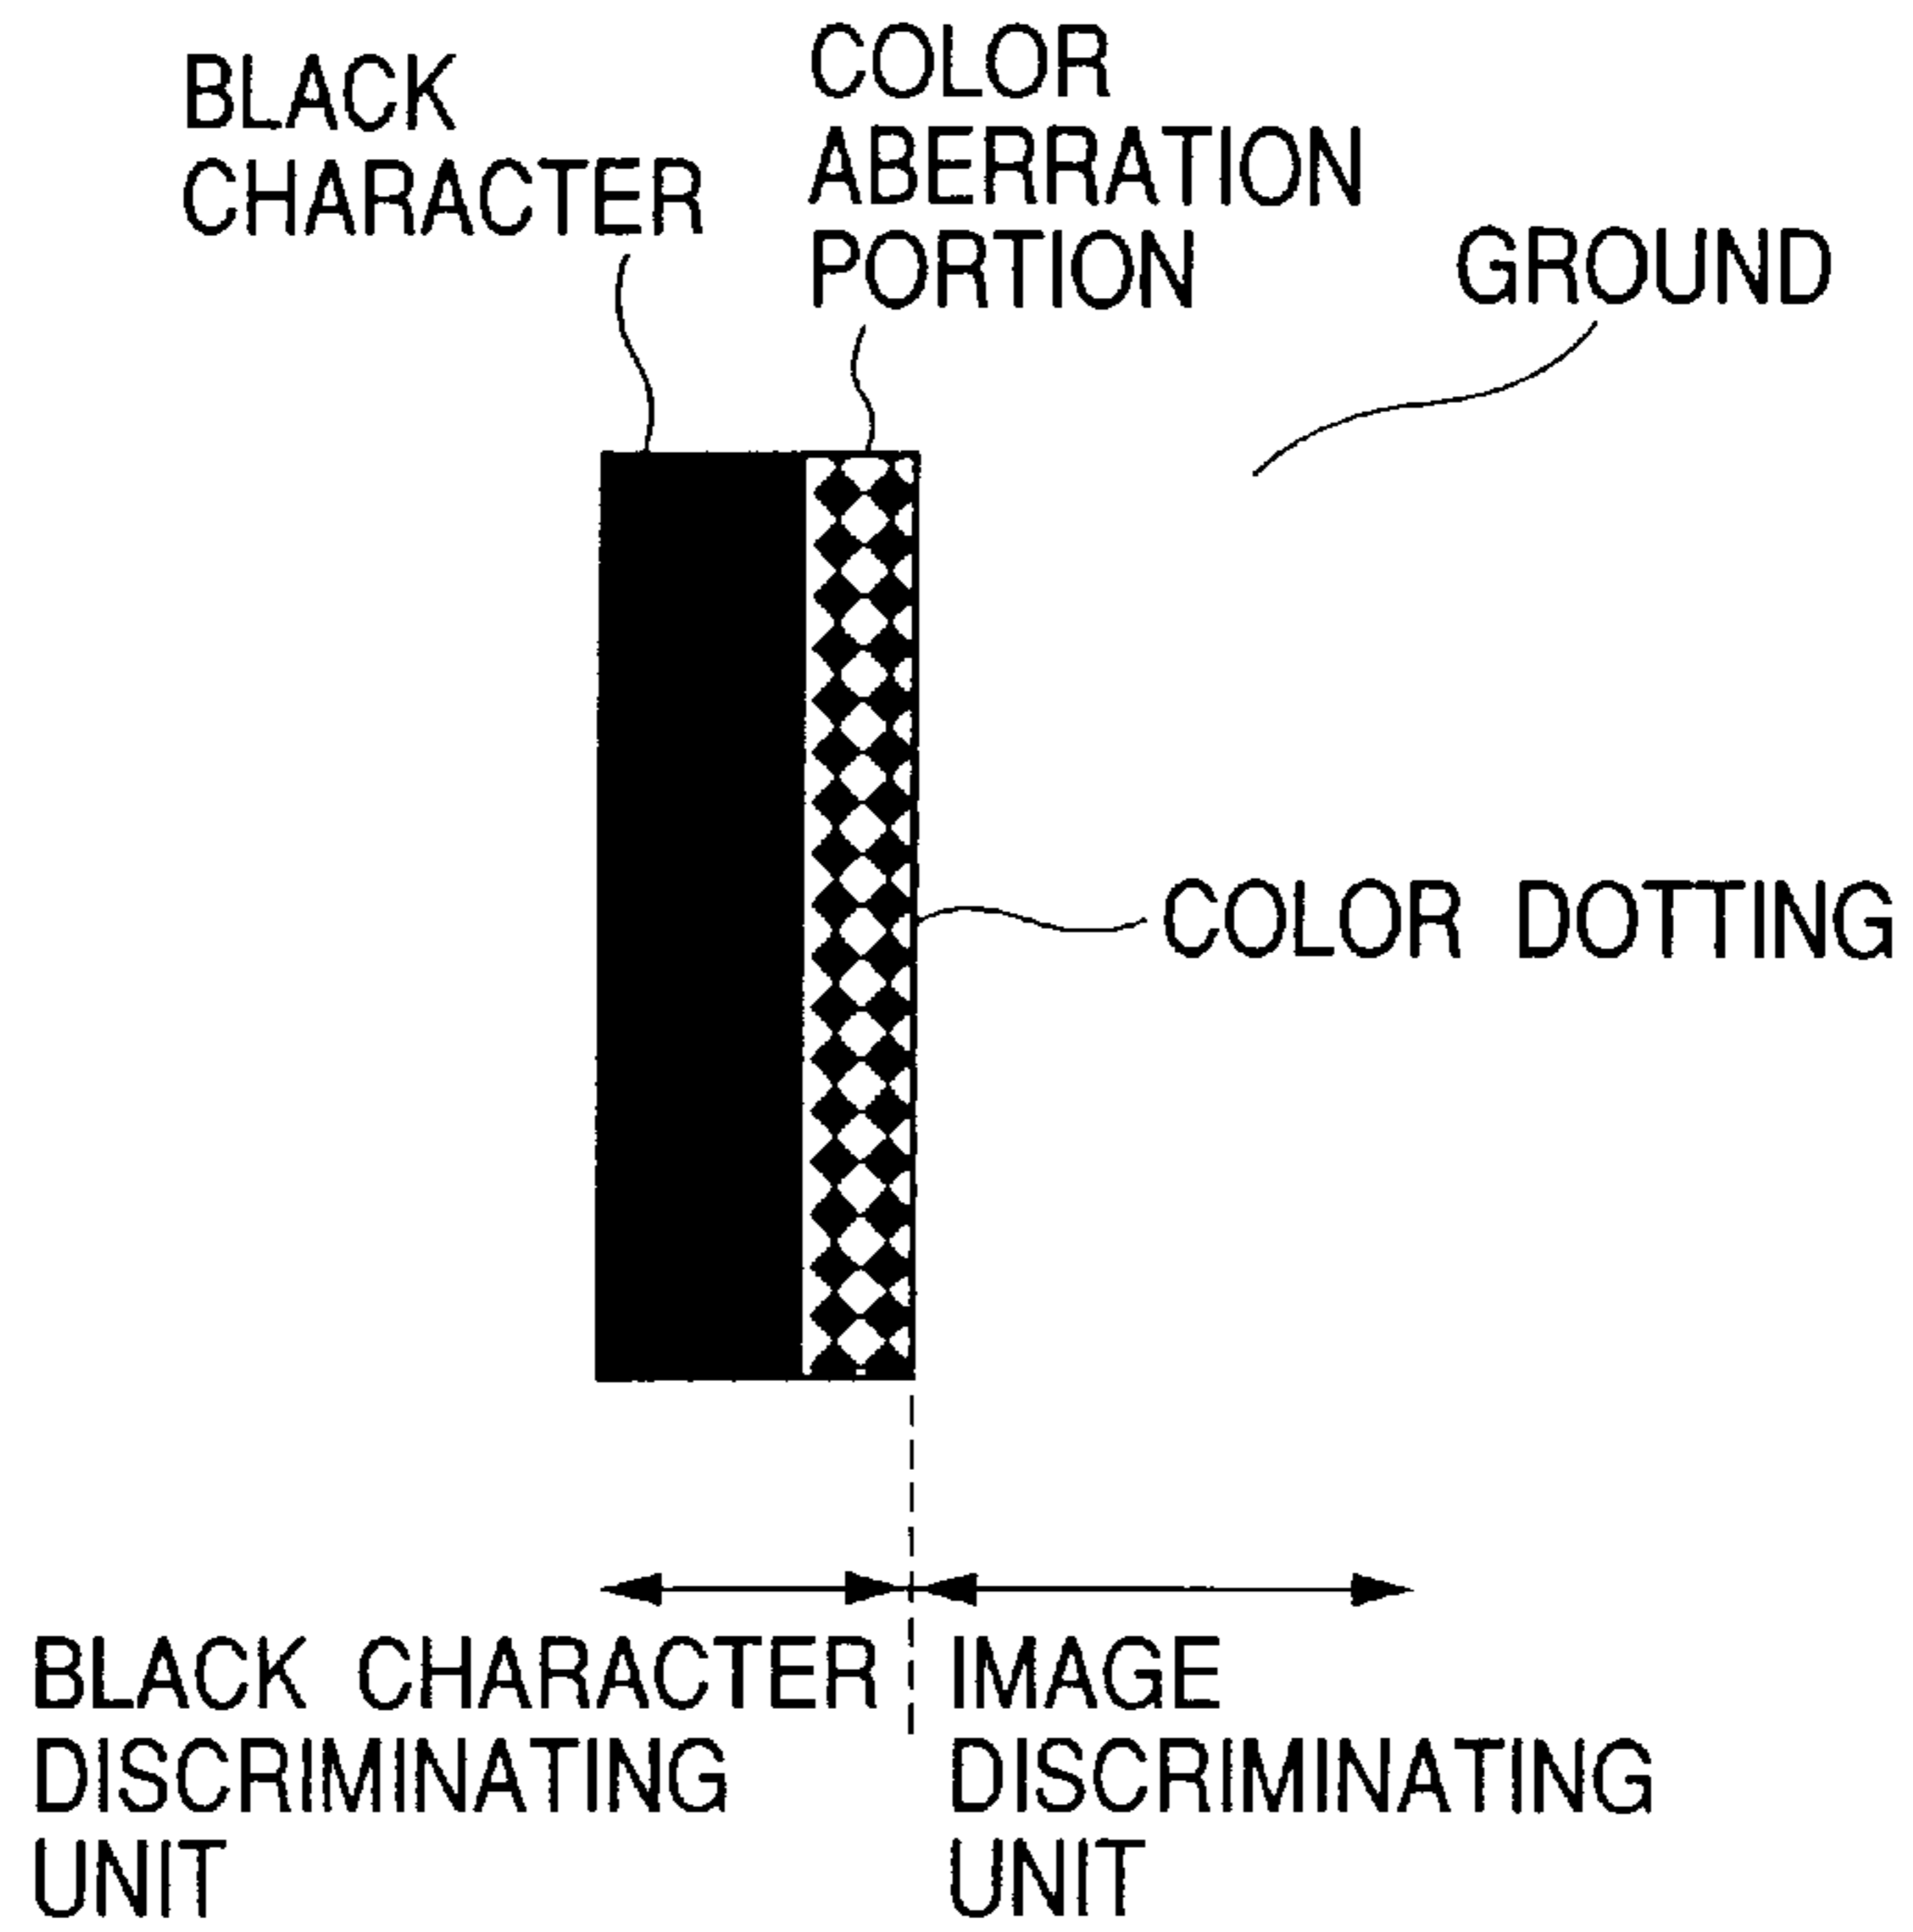 BLACK
CHARACTER
COLOR
ABERRATION
PORTION
GROUND
COLOR DOTTING
BLACK CHARACTER
DISCRIMINATING
UNIT
IMAGE
DISCRIMINATING
UNIT